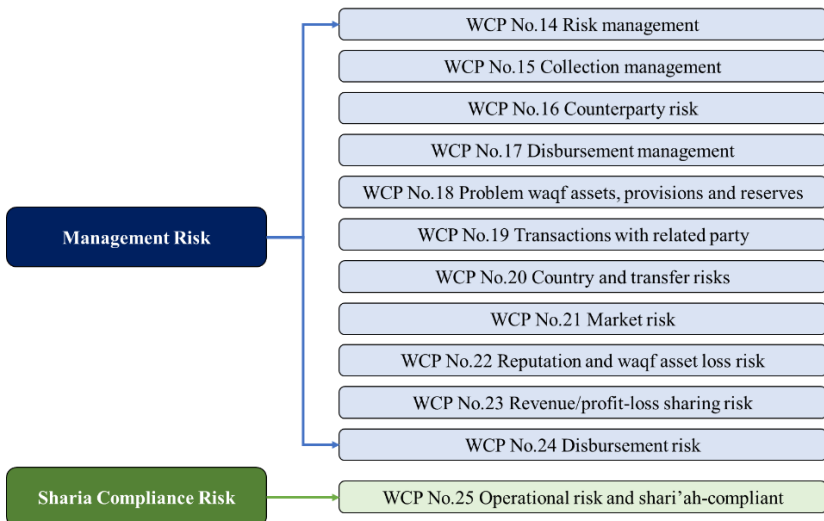 WCP No.14 Risk management
WCP No.15 Collection management
WCP No.16 Counterparty risk
WCP No.17 Disbursement management
WCP No.18 Problem waqf assets, provisions and reserves
Management Risk
WCP No.19 Transactions with related party
WCP No.20 Country and transfer risks
WCP No.21 Market risk
WCP No.22 Reputation and waqf asset loss risk
WCP No.23 Revenue/profit-loss sharing risk
WCP No.24 Disbursement risk
Sharia Compliance Risk
WCP No.25 Operational risk and shari’ah-compliant